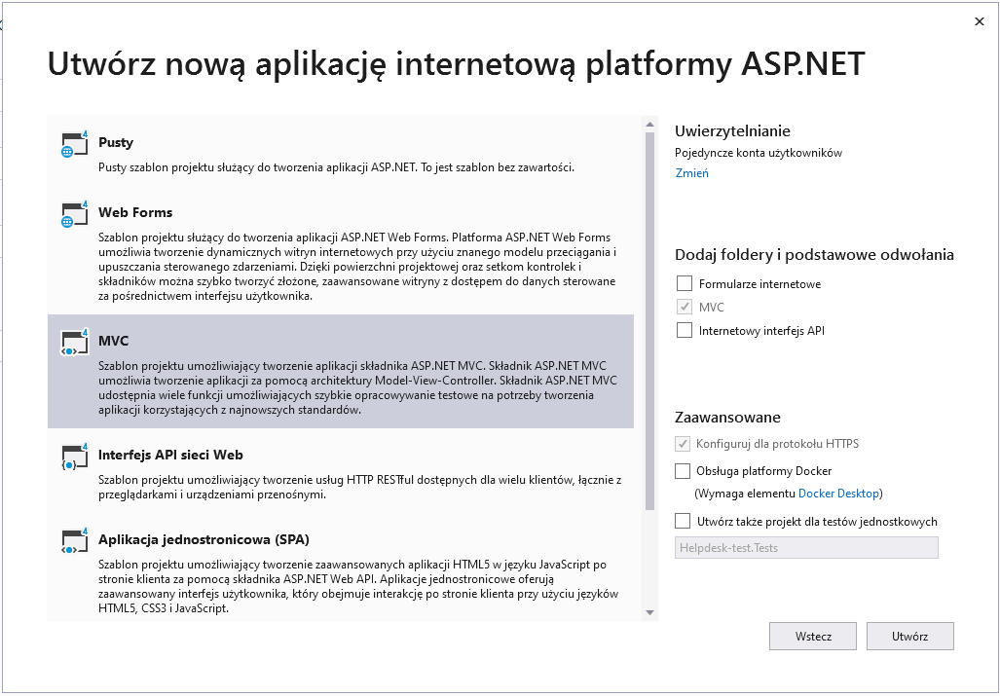 Utwórz nową aplikację internetową platformy ASP.NET
Pusty
Pusty szablon projektu służący do tworzenia aplikacji ASP.NET. To jest szablon bez zawartości.
Web Forms
Szablon projektu służący do tworzenia aplikacji ASP.NET Web Forms. Platforma ASP.NET Web Forms
umożliwia tworzenie dynamicznych witryn internetowych przy użyciu znanego modelu przeciągania i
upuszczania sterowanego zdarzeniami. Dzięki powierzchni projektowej oraz setkom kontrolek i
składników można szybko tworzyć złożone, zaawansowane witryny z dostępem do danych sterowane
za pośrednictwem interfejsu użytkownika.
MVC
Szablon projektu umożliwiający tworzenie aplikacji składnika ASP.NET MVC. Składnik ASP.NET MVC
umożliwia tworzenie aplikacji za pomocą architektury Model-View-Controller. Składnik ASP.NET MVC
udostępnia wiele funkcji umożliwiających szybkie opracowywanie testowe na potrzeby tworzenia
aplikacji korzystających z najnowszych standardów.
Interfejs API sieci Web
Szablon projektu umożliwiający tworzenie usług HTTP RESTful dostępnych dla wielu klientów, łącznie z
przeglądarkami i urządzeniami przenośnymi.
Aplikacja jednostronicowa (SPA)
Szablon projektu umożliwiający tworzenie zaawansowanych aplikacji HTML5 w języku JavaScript po
stronie klienta za pomocą składnika ASP.NET Web API. Aplikacje jednostronicowe oferują
zaawansowany interfejs użytkownika, który obejmuje interakcję po stronie klienta przy użyciu języków
HTML5, CSS3 i JavaScript.
Uwierzytelnianie
Pojedyncze konta użytkowników
Zmień
Dodaj foldery i podstawowe odwołania
Formularze internetowe
MVC
Internetowy interfejs API
Zaawansowane
Konfiguruj dla protokołu HTTPS
Obsługa platformy Docker
(Wymaga elementu Docker Desktop)
Utwórz także projekt dla testów jednostkowych
Helpdesk-test.Tests
Wstecz
Utwórz